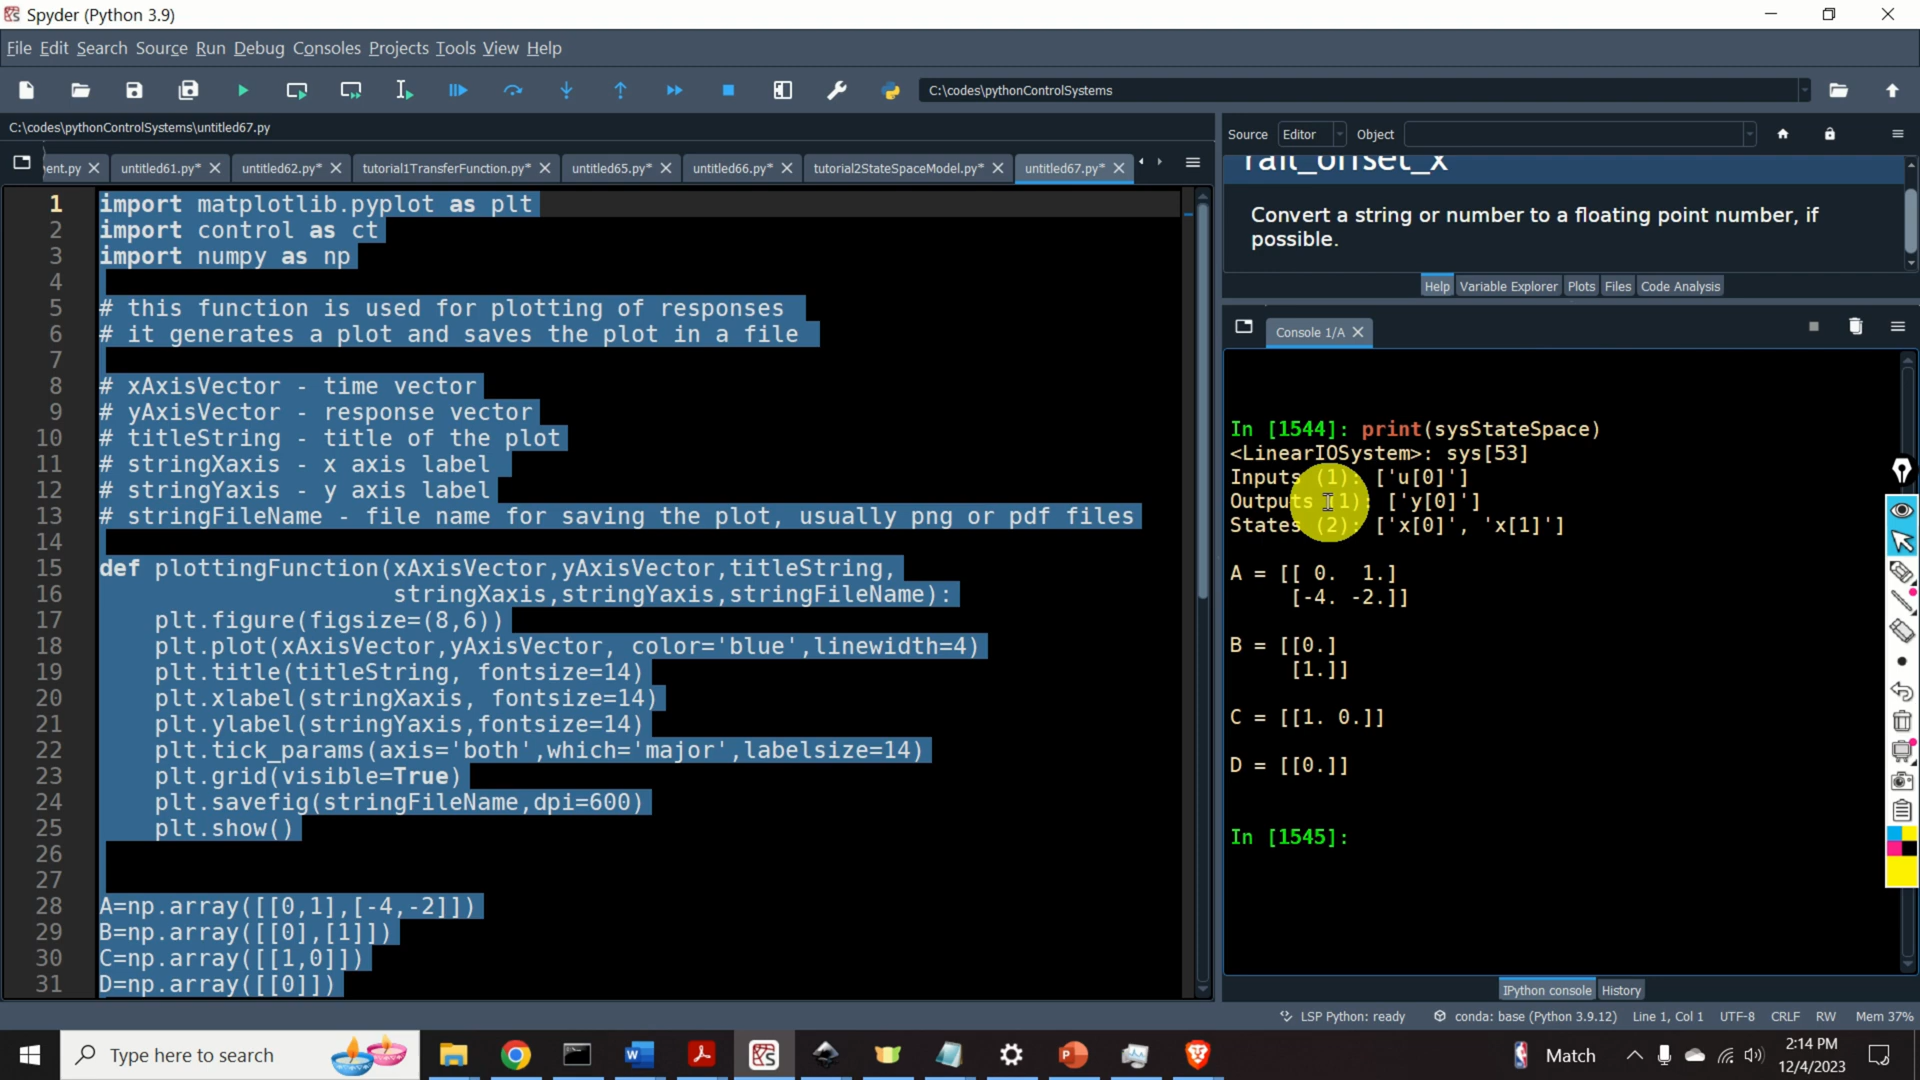 Spyder (Python 3.9)
File Edit Search Source Run Debug Consoles Projects Tools View Help
C:\codes\pythonControlSystems
C:\codes\pythonControlSystems\untitled67.py
ent.py
untitled61.py*
untitled62.py*
tutorial1TransferFunction.py*
untitled65.py*
untitled66.py*
tutorial2StateSpaceModel.py*
untitled67.py*
1 import matplotlib.pyplot as plt
2 import control as ct
3 import numpy as np
4
5 # this function is used for plotting of responses
6 # it generates a plot and saves the plot in a file
7
8 # xAxisVector - time vector
9 # yAxisVector - response vector
10 # titleString - title of the plot
11 # stringXaxis - x axis label
12 # stringYaxis - y axis label
13 # stringFileName - file name for saving the plot, usually png or pdf files
14
15 def plottingFunction(xAxisVector,yAxisVector,titleString,
16 stringXaxis,stringYaxis,stringFileName):
17 plt.figure(figsize=(8,6))
18 plt.plot(xAxisVector,yAxisVector, color='blue',linewidth=4)
19 plt.title(titleString, fontsize=14)
20 plt.xlabel(stringXaxis, fontsize=14)
21 plt.ylabel(stringYaxis,fontsize=14)
22 plt.tick_params(axis='both',which='major',labelsize=14)
23 plt.grid(visible=True)
24 plt.savefig(stringFileName,dpi=600)
25 plt.show()
26
27
28 A=np.array([[0,1],[-4,-2]])
29 B=np.array([[0],[1]])
30 C=np.array([[1,0]])
31 D=np.array([[0]])
Source Editor Object
rait_offset_x
Convert a string or number to a floating point number, if
possible.
Help Variable Explorer Plots Files Code Analysis
Console 1/A
In [1544]: print(sysStateSpace)
<LinearIOSystem>: sys[53]
Inputs (1): ['u[0]']
Outputs (1): ['y[0]']
States (2): ['x[0]', 'x[1]']
A = [[ 0.  1.]
[-4. -2.]]
B = [[0.]
[1.]]
C = [[1. 0.]]
D = [[0.]]
In [1545]:
IPython console History
LSP Python: ready conda: base (Python 3.9.12) Line 1, Col 1 UTF-8 CRLF RW Mem 37%
Type here to search
Match
2:14 PM
12/4/2023